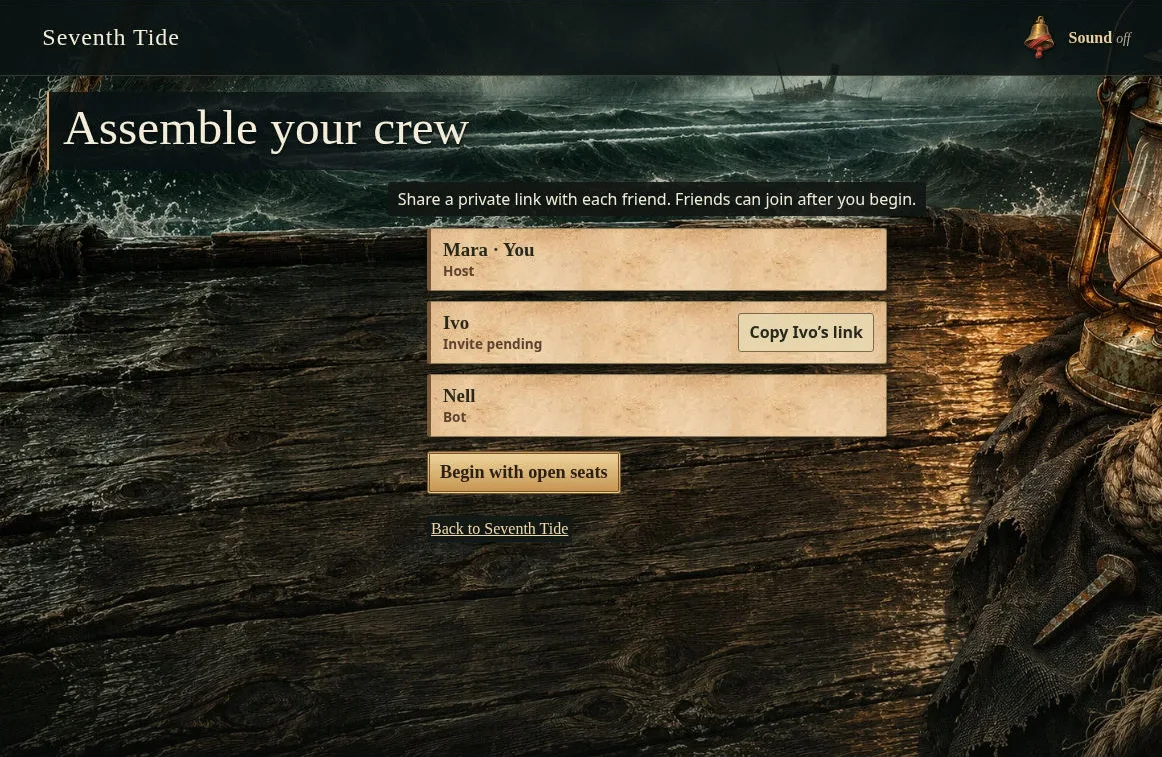 Seventh Tide
Sound off
Assemble your crew
Share a private link with each friend. Friends can join after you begin.
Mara · You
Host
Ivo
Invite pending
Copy Ivo’s link
Nell
Bot
Begin with open seats
Back to Seventh Tide